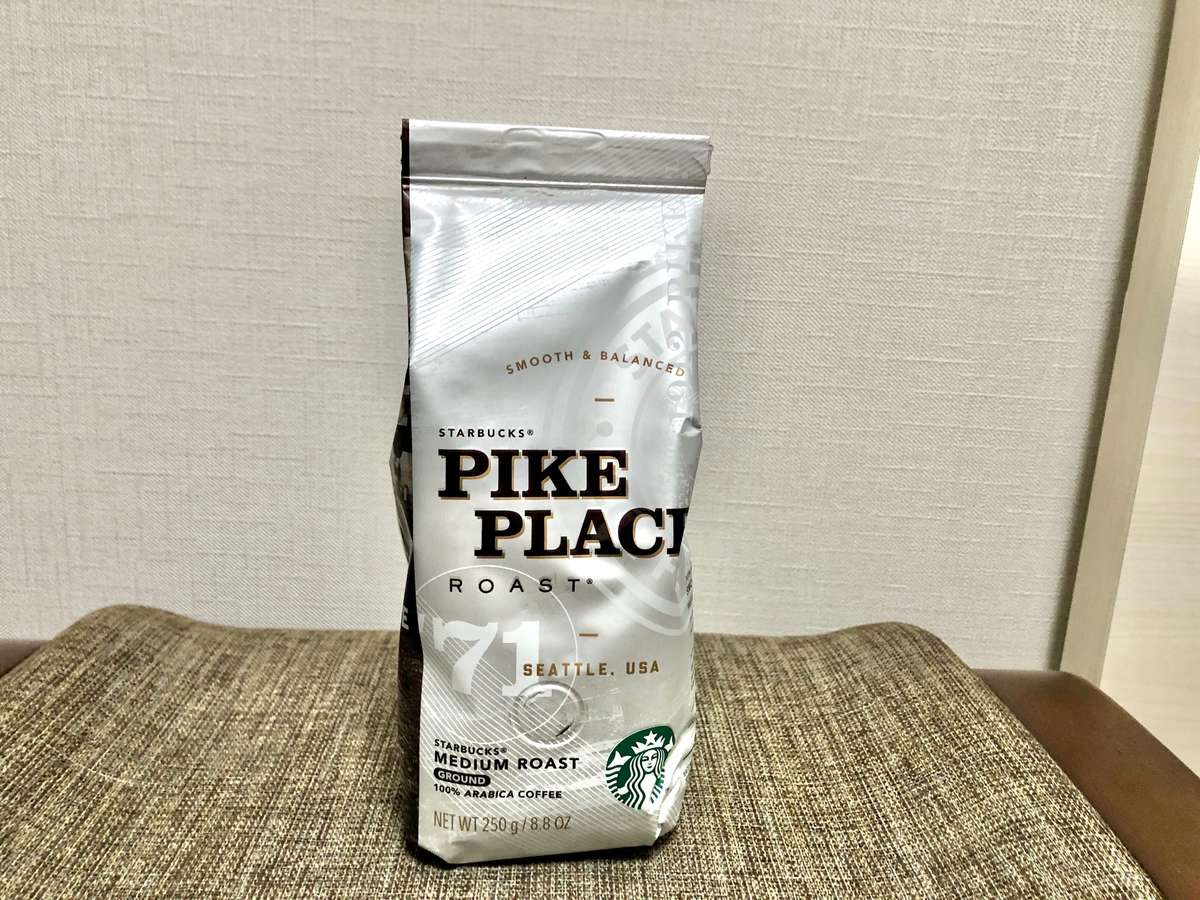 SMOOTH & BALANCED
STARBUCKS®
PIKE
PLACE
ROAST®
'71
SEATTLE, USA
STARBUCKS®
MEDIUM ROAST
GROUND
100% ARABICA COFFEE
NET WT 250 g / 8.8 OZ